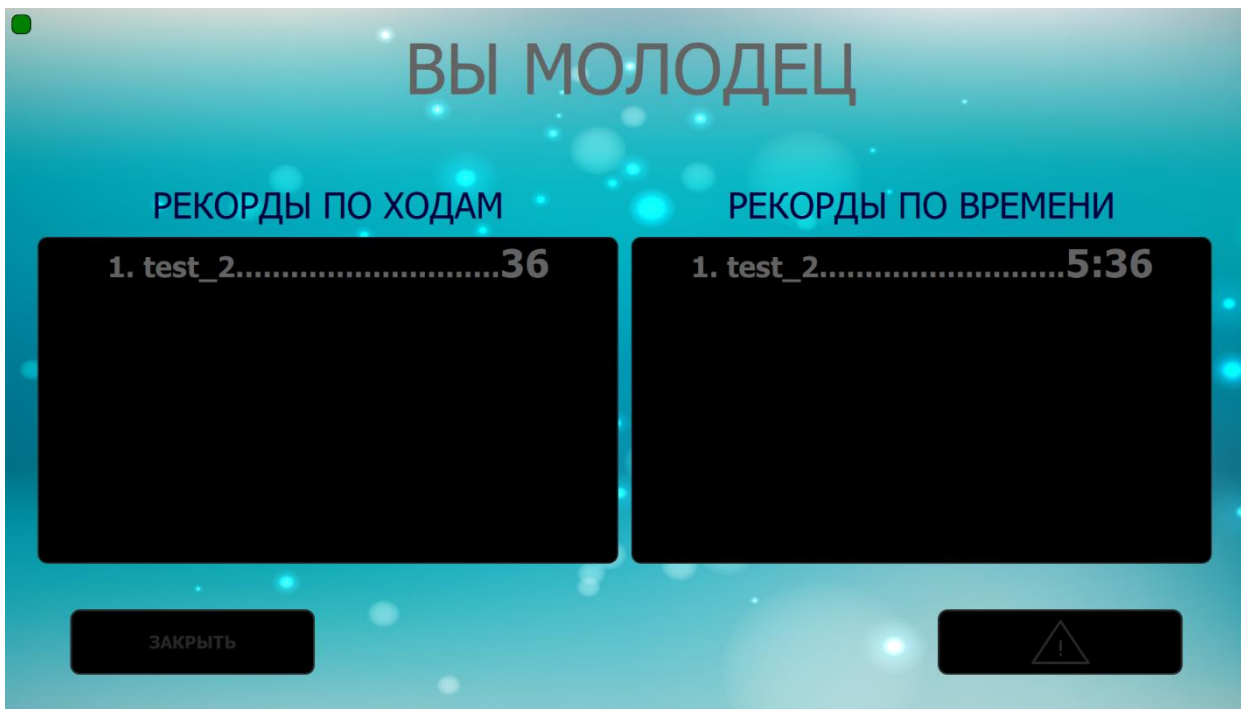 ВЫ МОЛОДЕЦ
РЕКОРДЫ ПО ХОДАМ
1. test_2.............................36
РЕКОРДЫ ПО ВРЕМЕНИ
1. test_2...........................5:36
ЗАКРЫТЬ
!